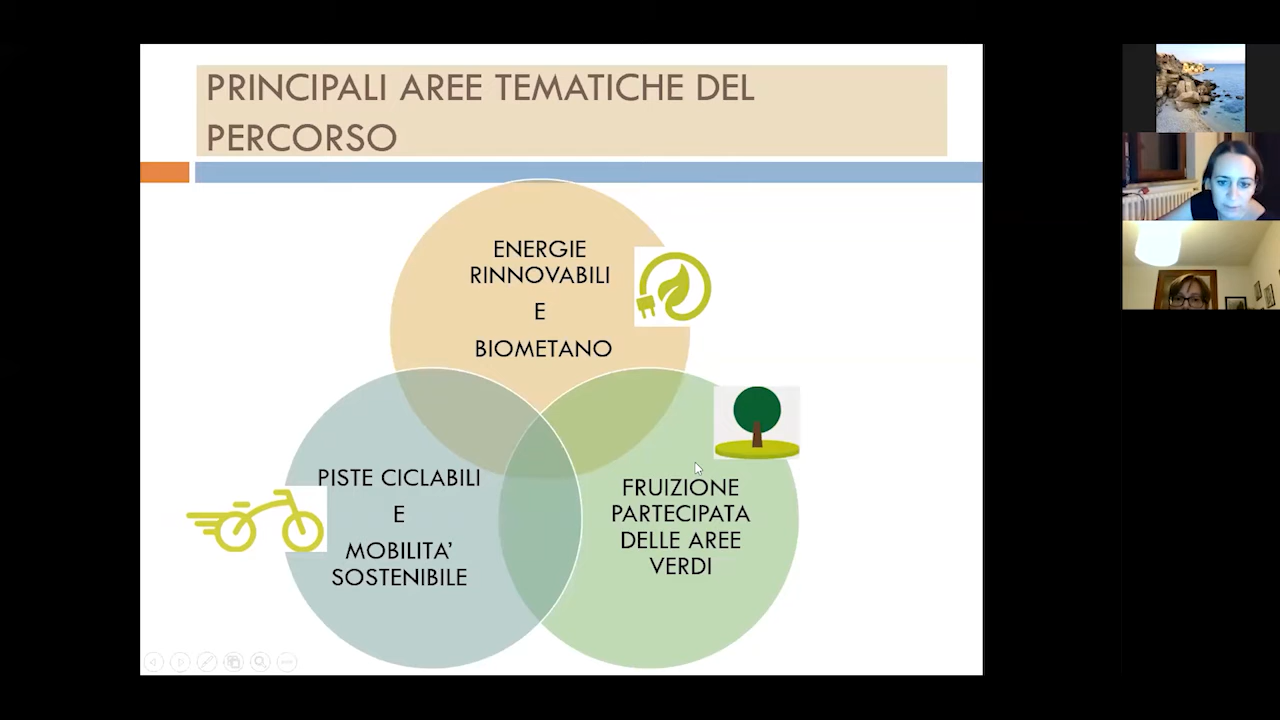 PRINCIPALI AREE TEMATICHE DEL
PERCORSO
ENERGIE
RINNOVABILI
E
BIOMETANO
PISTE CICLABILI
E
MOBILITA’
SOSTENIBILE
FRUIZIONE
PARTECIPATA
DELLE AREE
VERDI